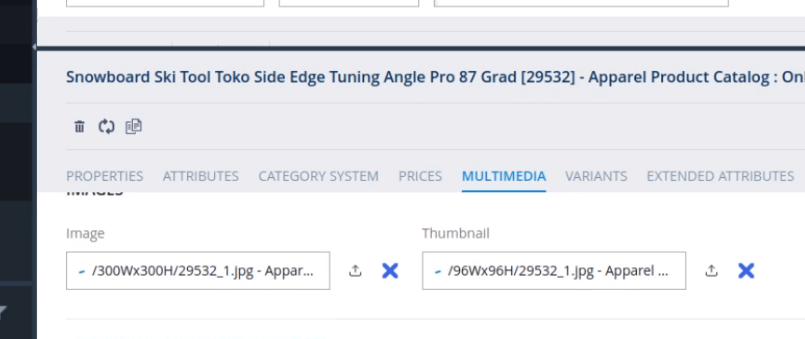 Snowboard Ski Tool Toko Side Edge Tuning Angle Pro 87 Grad [29532] - Apparel Product Catalog : Onl
PROPERTIES ATTRIBUTES CATEGORY SYSTEM PRICES MULTIMEDIA VARIANTS EXTENDED ATTRIBUTES
IMAGES
Image Thumbnail
/300Wx300H/29532_1.jpg - Appar... /96Wx96H/29532_1.jpg - Apparel ...